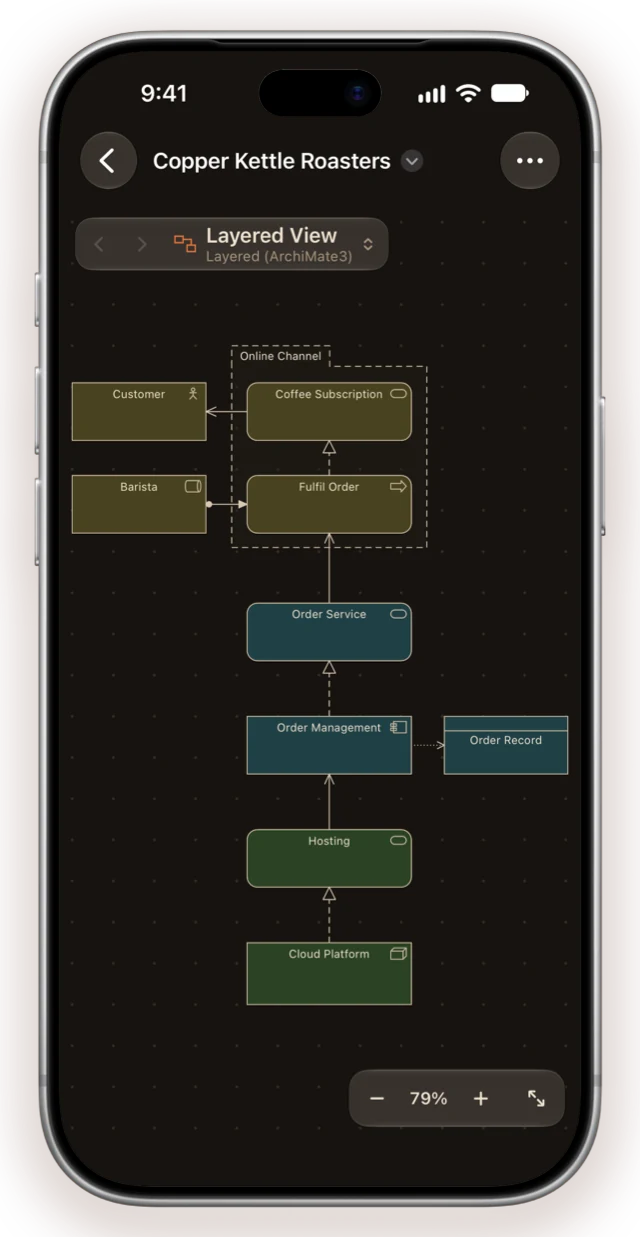 9:41
Copper Kettle Roasters
Layered View
Layered (ArchiMate3)
Online Channel
Customer
Coffee Subscription
Barista
Fulfil Order
Order Service
Order Management
Order Record
Hosting
Cloud Platform
79%